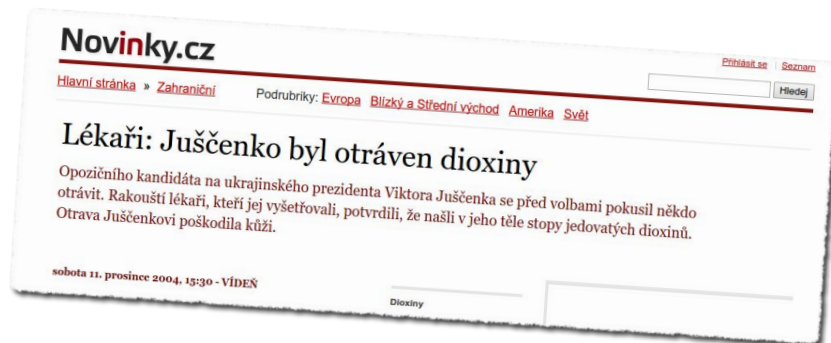 Novinky.cz
Přihlásit se | Seznam
Hledej
Hlavní stránka » Zahraniční
Podrubriky: Evropa Blízký a Střední východ Amerika Svět
Lékaři: Juščenko byl otráven dioxiny
Opozičního kandidáta na ukrajinského prezidenta Viktora Juščenka se před volbami pokusil někdo
otrávit. Rakouští lékaři, kteří jej vyšetřovali, potvrdili, že našli v jeho těle stopy jedovatých dioxinů.
Otrava Juščenkovi poškodila kůži.
sobota 11. prosince 2004, 15:30 - VÍDEŇ
Dioxiny